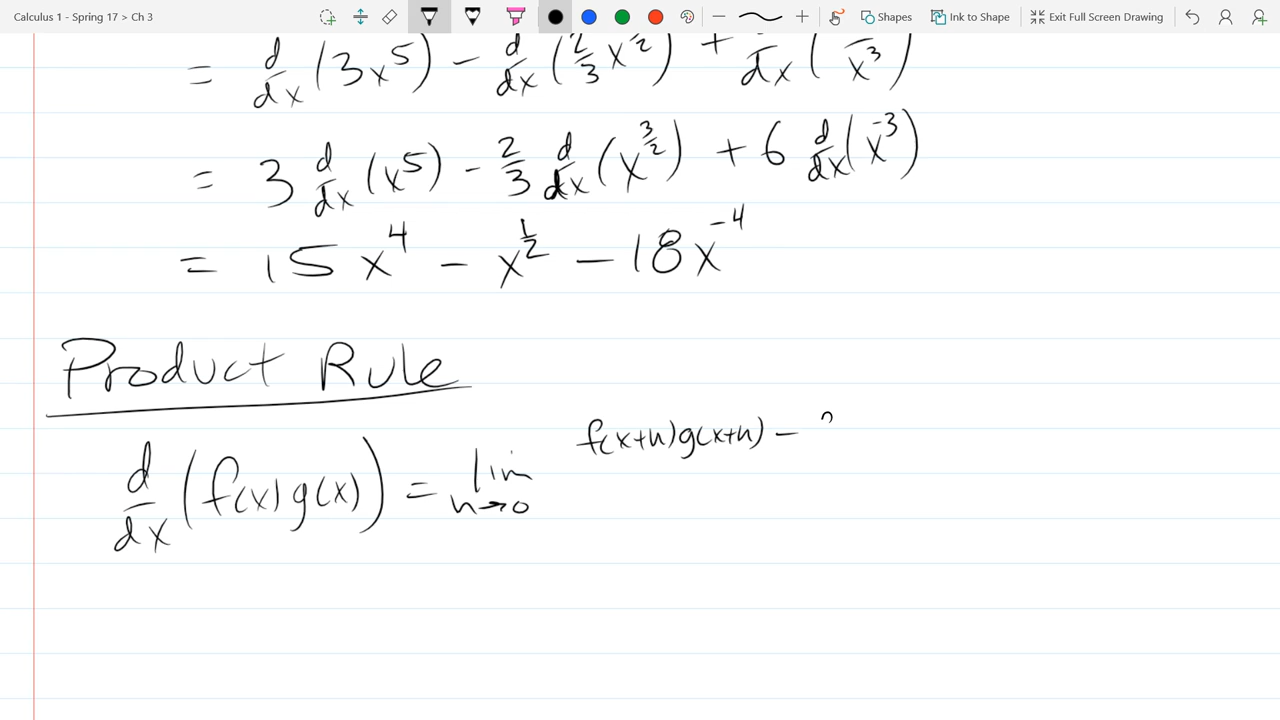 Calculus 1 - Spring 17 > Ch 3 Shapes Ink to Shape Exit Full Screen Drawing
= d/dx (3x^5) - d/dx (2/3 x^{3/2}) + d/dx ( /x^3)
= 3 d/dx (x^5) - 2/3 d/dx (x^{3/2}) + 6 d/dx (x^{-3})
= 15x^4 - x^{1/2} - 18x^{-4}
Product Rule
d/dx (f(x)g(x)) = lim h→0 f(x+h)g(x+h) -